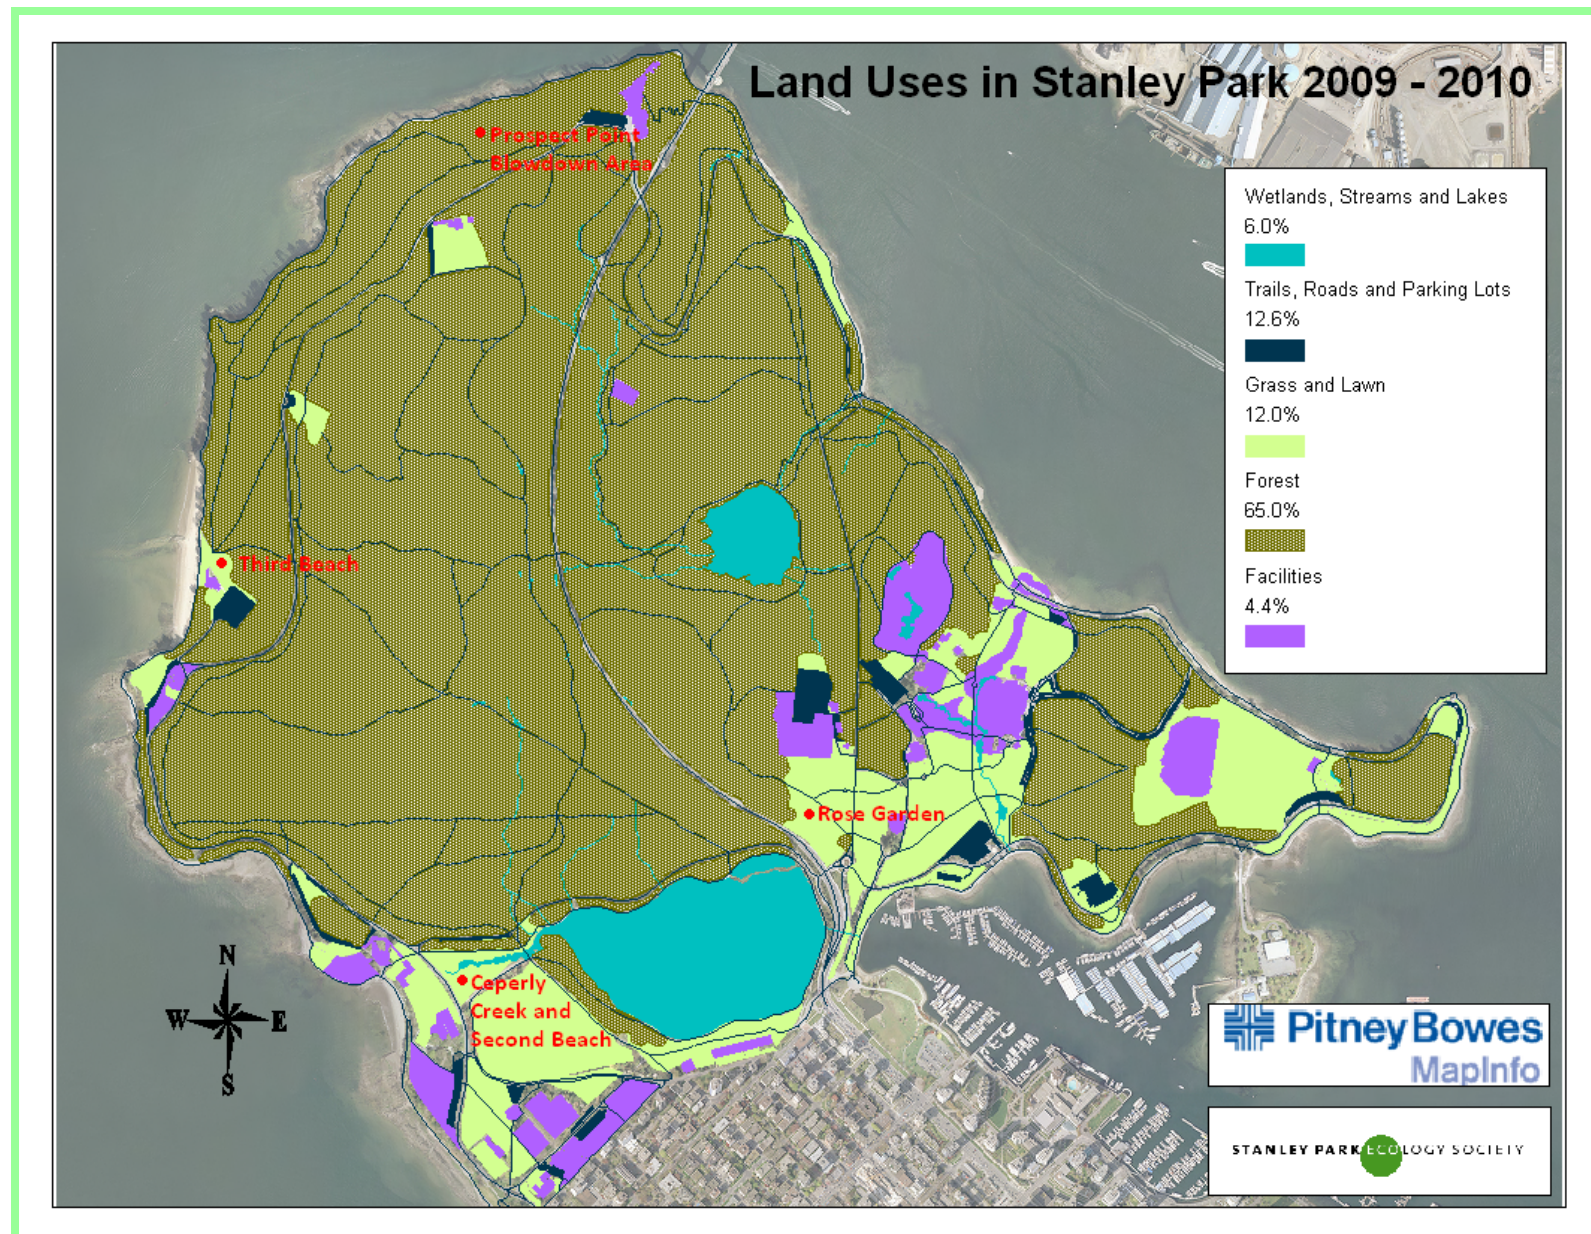 Land Uses in Stanley Park 2009 - 2010
Prospect Point
Blowdown Area
Wetlands, Streams and Lakes
6.0%
Trails, Roads and Parking Lots
12.6%
Grass and Lawn
12.0%
Forest
65.0%
Facilities
4.4%
Third Beach
Rose Garden
Ceperly
Creek and
Second Beach
N
W E
S
Pitney Bowes
MapInfo
STANLEY PARK ECOLOGY SOCIETY